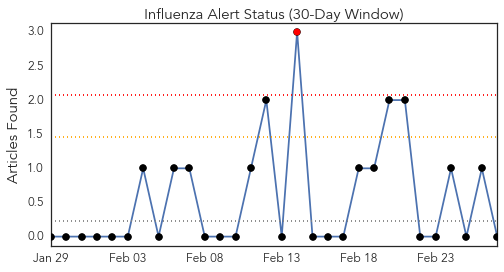 Influenza Alert Status (30-Day Window)
Articles Found
3.0
2.5
2.0
1.5
1.0
0.5
0.0
Jan 29 Feb 03 Feb 08 Feb 13 Feb 18 Feb 23